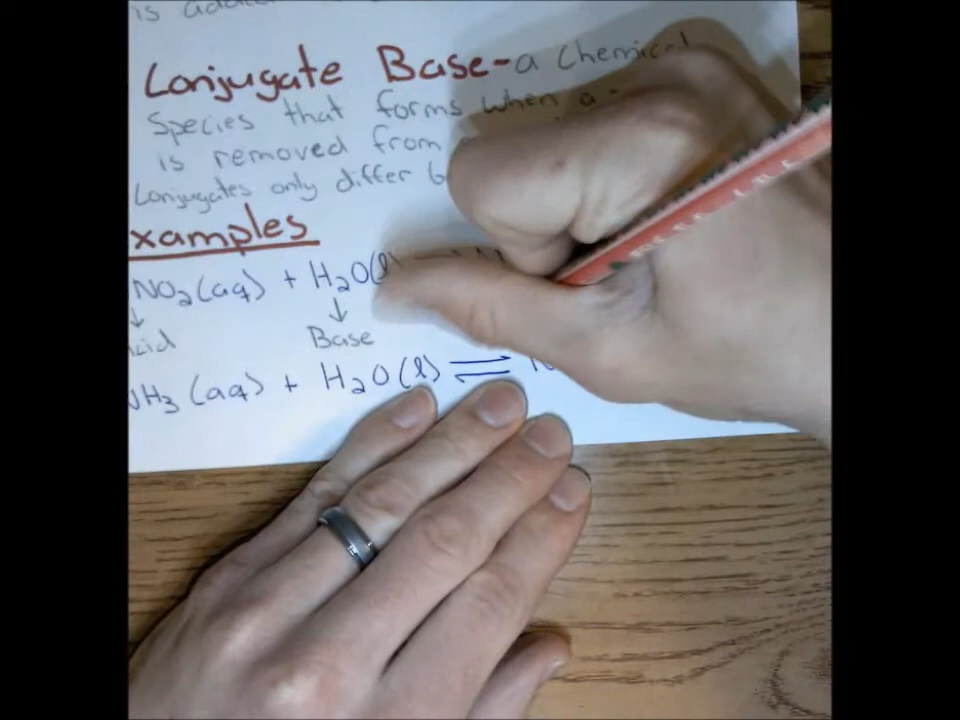 is
Conjugate Base-a Chemical
Species that forms when a
is removed from
Conjugates only differ
xamples
NO₂(aq) + H₂O(l)
↓ ↓
cid Base
NH₃ (aq) + H₂O(l) ⇌